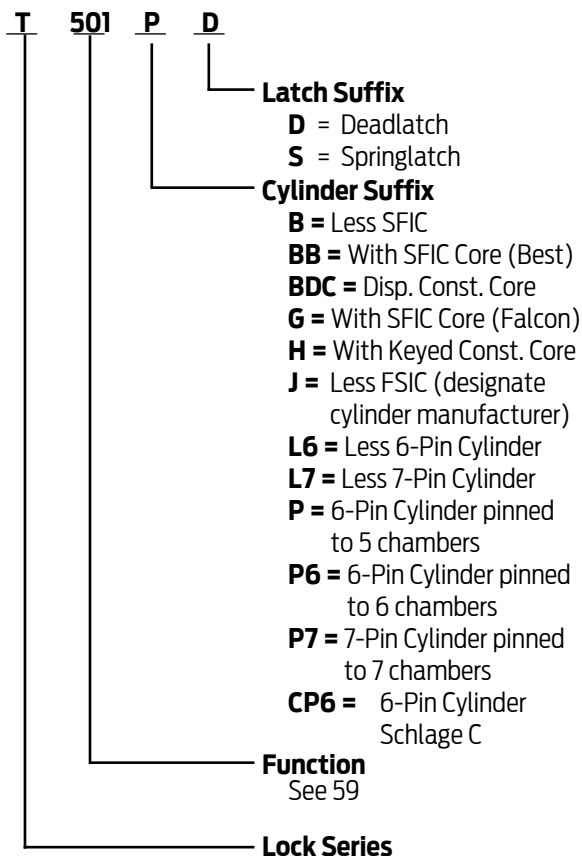 T 501 P D
Latch Suffix
D = Deadlatch
S = Springlatch
Cylinder Suffix
B = Less SFIC
BB = With SFIC Core (Best)
BDC = Disp. Const. Core
G = With SFIC Core (Falcon)
H = With Keyed Const. Core
J = Less FSIC (designate
cylinder manufacturer)
L6 = Less 6-Pin Cylinder
L7 = Less 7-Pin Cylinder
P = 6-Pin Cylinder pinned
to 5 chambers
P6 = 6-Pin Cylinder pinned
to 6 chambers
P7 = 7-Pin Cylinder pinned
to 7 chambers
CP6 = 6-Pin Cylinder
Schlage C
Function
See 59
Lock Series